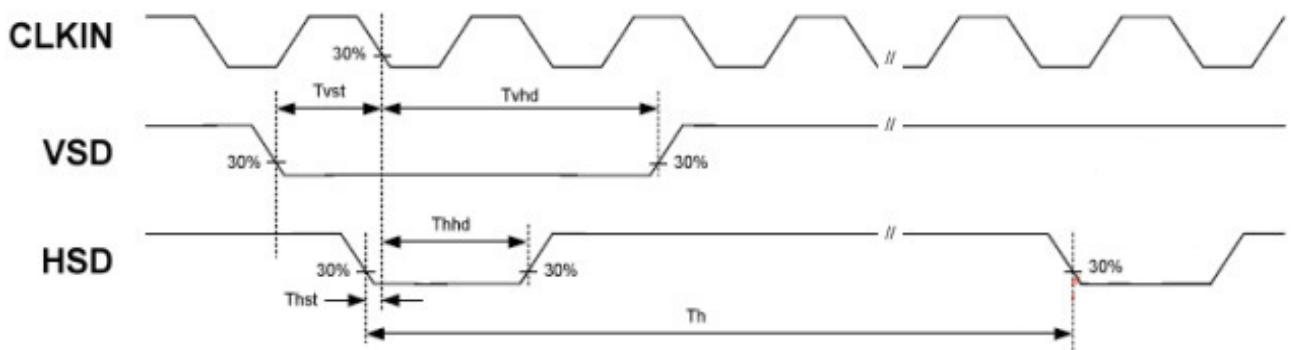 CLKIN
30%
//
Tvst
Tvhd
VSD
30%
30%
//
Thhd
HSD
30%
30%
//
30%
Thst
Th